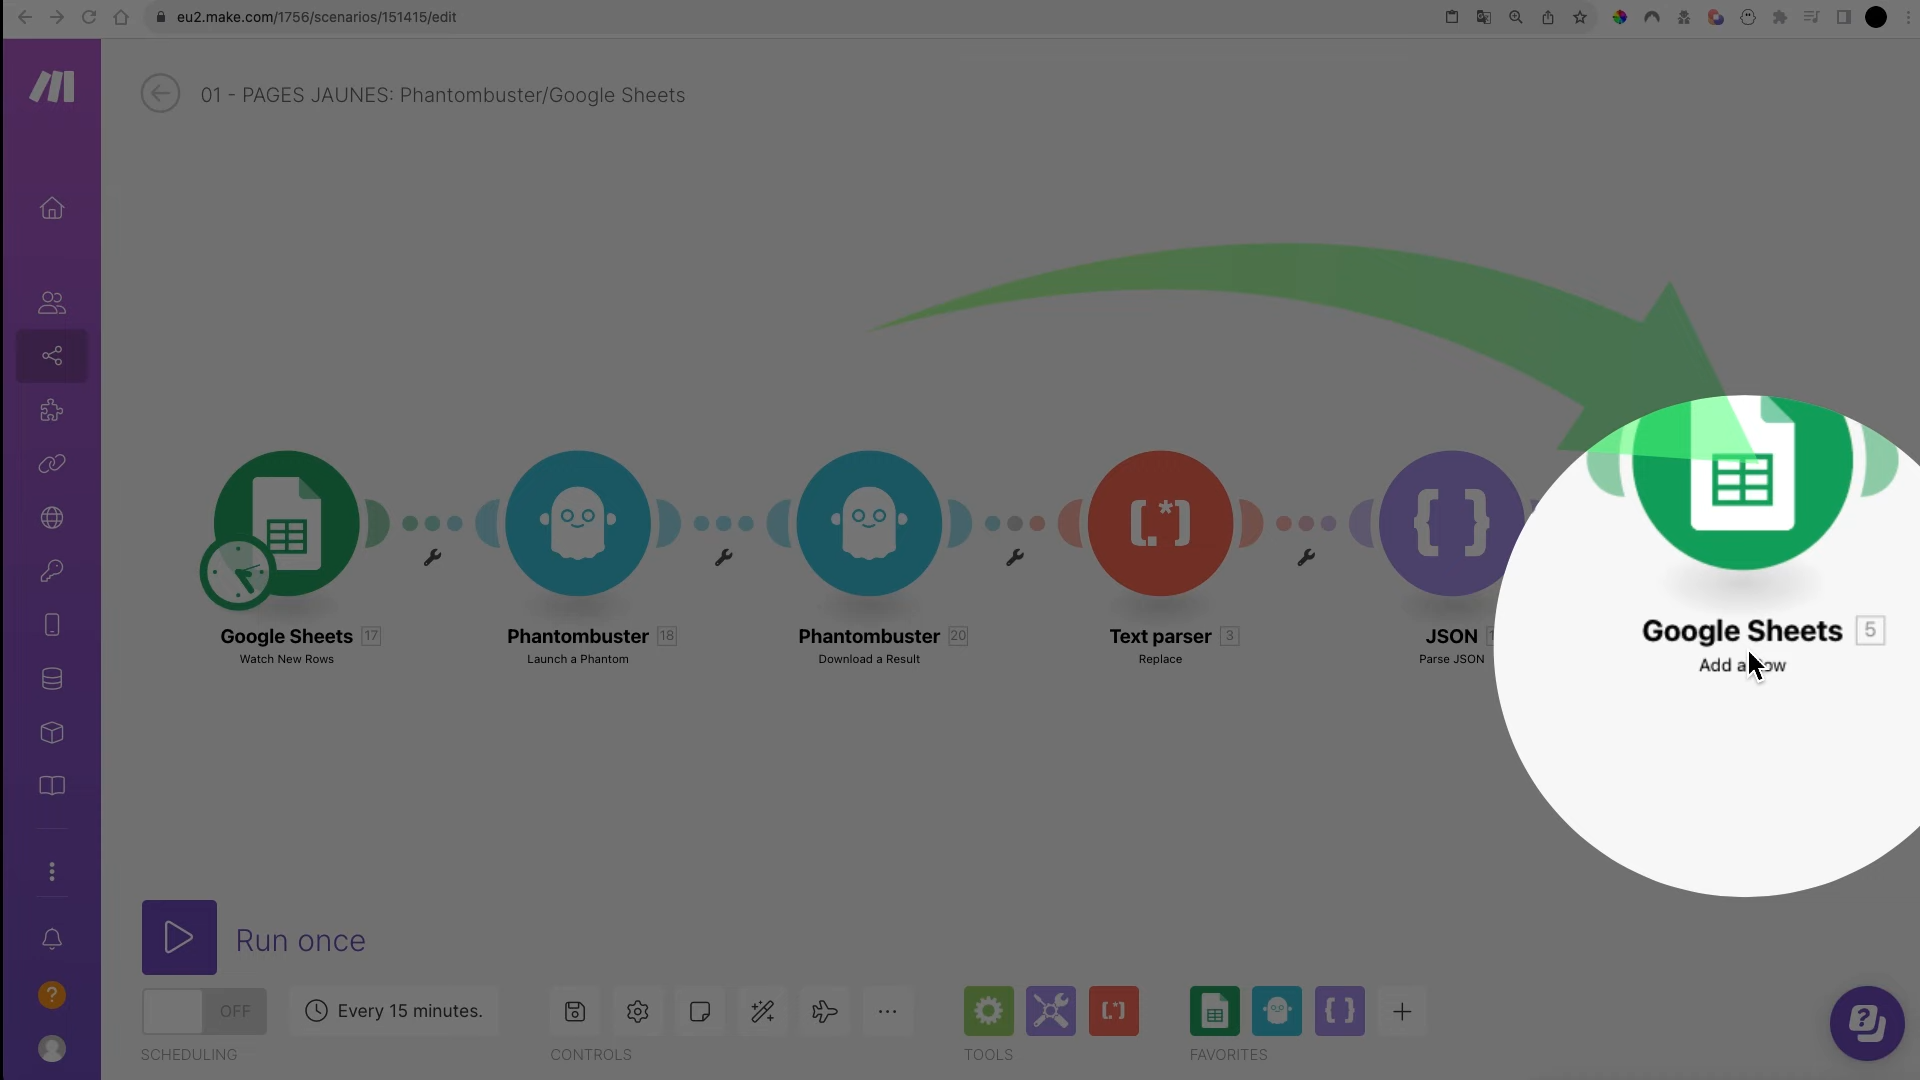 eu2.make.com/1756/scenarios/151415/edit
01 - PAGES JAUNES: Phantombuster/Google Sheets
Google Sheets 17
Watch New Rows
Phantombuster 18
Launch a Phantom
Phantombuster 20
Download a Result
Text parser 3
Replace
JSON
Parse JSON
Google Sheets 5
Add a
Run once
OFF
Every 15 minutes.
SCHEDULING
CONTROLS
TOOLS
FAVORITES